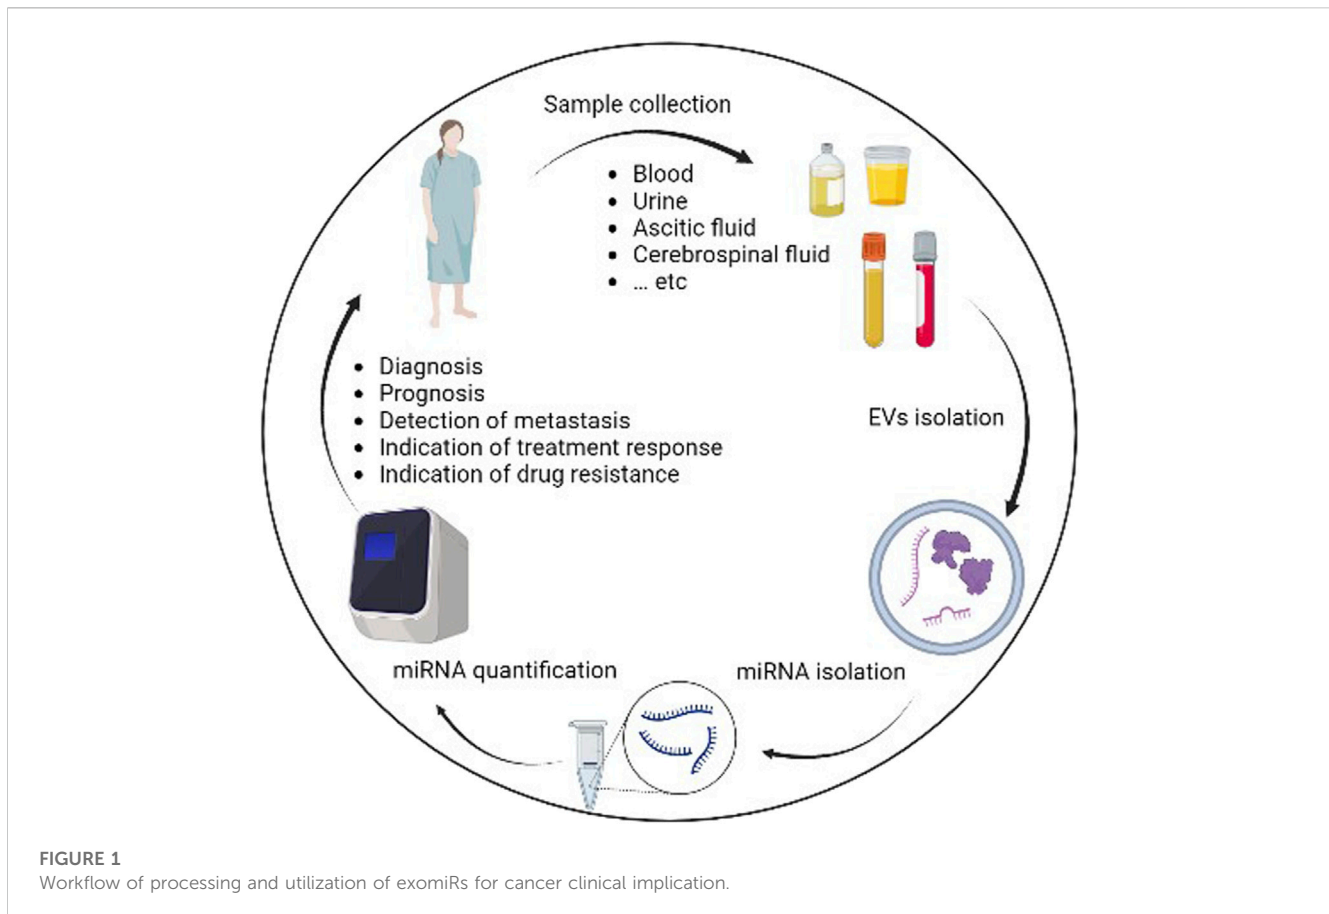 Sample collection
• Blood
• Urine
• Ascitic fluid
• Cerebrospinal fluid
• ... etc
EVs isolation
miRNA isolation
miRNA quantification
• Diagnosis
• Prognosis
• Detection of metastasis
• Indication of treatment response
• Indication of drug resistance
FIGURE 1
Workflow of processing and utilization of exomiRs for cancer clinical implication.